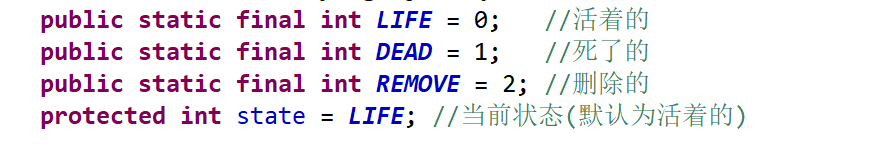 public static final int LIFE = 0;   //活着的
public static final int DEAD = 1;   //死了的
public static final int REMOVE = 2; //删除的
protected int state = LIFE; //当前状态(默认为活着的)